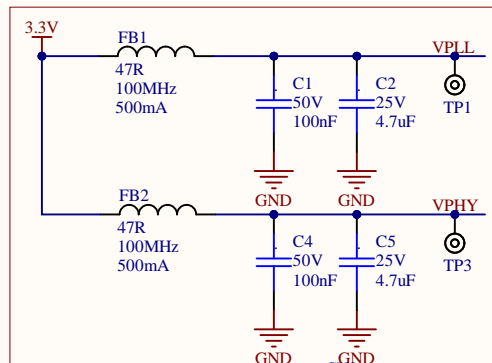 3.3V
FB1
47R
100MHz
500mA
C1
50V
100nF
C2
25V
4.7uF
VPLL
TP1
GND
GND
FB2
47R
100MHz
500mA
C4
50V
100nF
C5
25V
4.7uF
VPHY
TP3
GND
GND